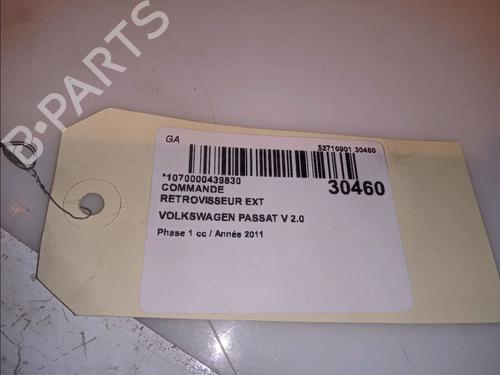 B-PARTS
GA
52710901 30460
*1070000439830
30460
COMMANDE
RETROVISSEUR EXT
VOLKSWAGEN PASSAT V 2.0
Phase 1 cc / Année 2011